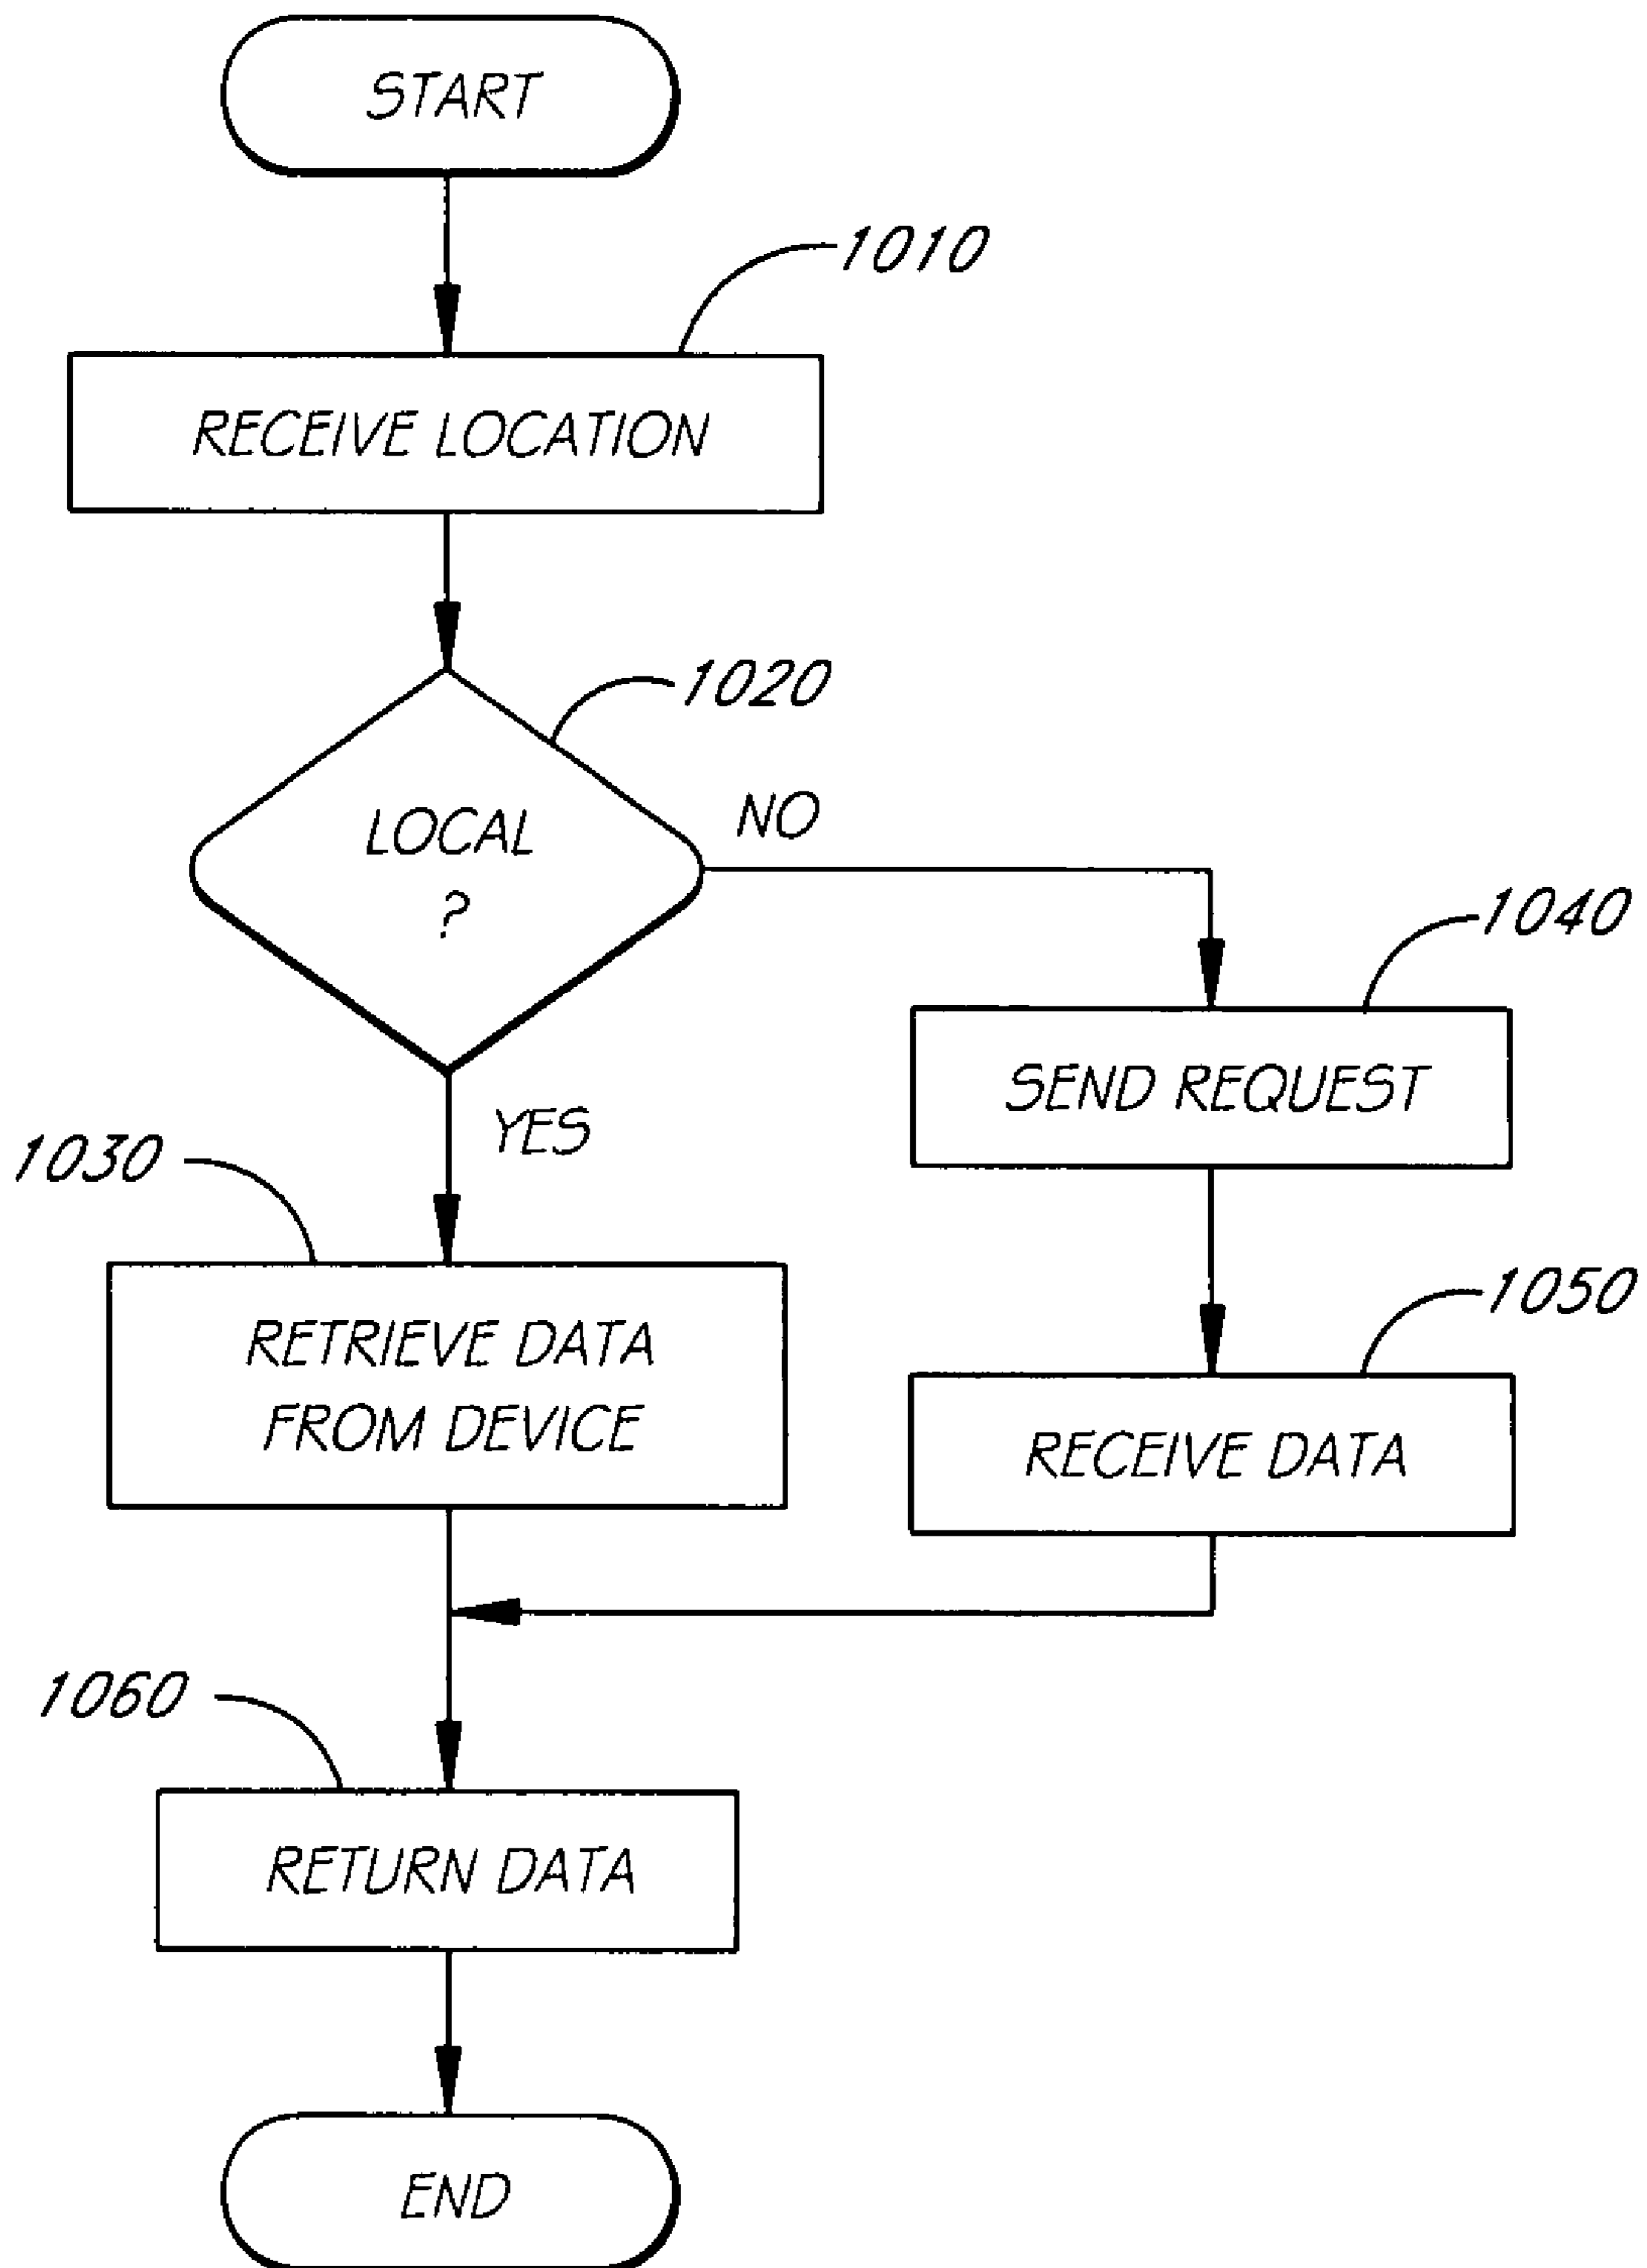 START
1010
RECEIVE LOCATION
1020
LOCAL
?
NO
1040
SEND REQUEST
YES
1030
RETRIEVE DATA
FROM DEVICE
1050
RECEIVE DATA
1060
RETURN DATA
END